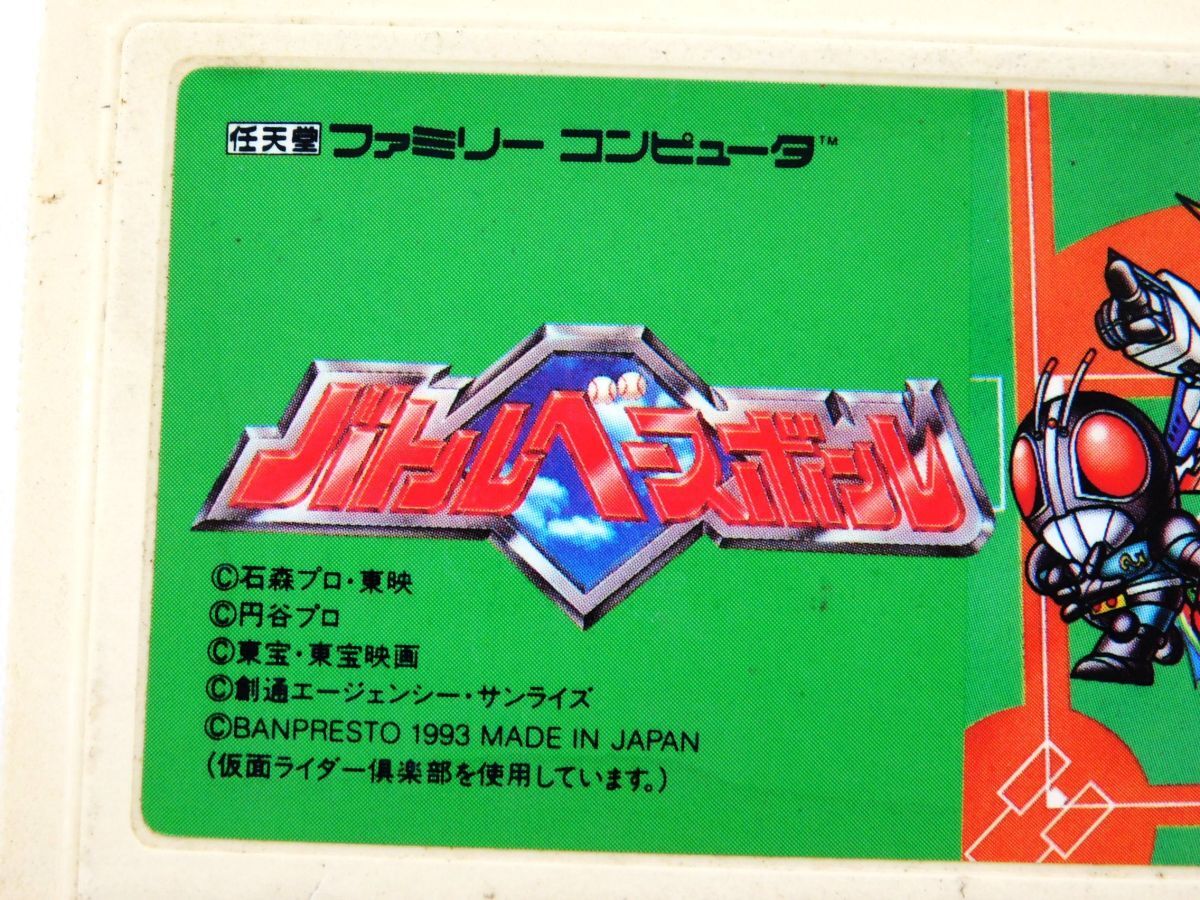 任天堂 ファミリー コンピュータ™
バトルベースボール
©石森プロ・東映
©円谷プロ
©東宝・東宝映画
©創通エージェンシー・サンライズ
©BANPRESTO 1993 MADE IN JAPAN
(仮面ライダー倶楽部を使用しています。)